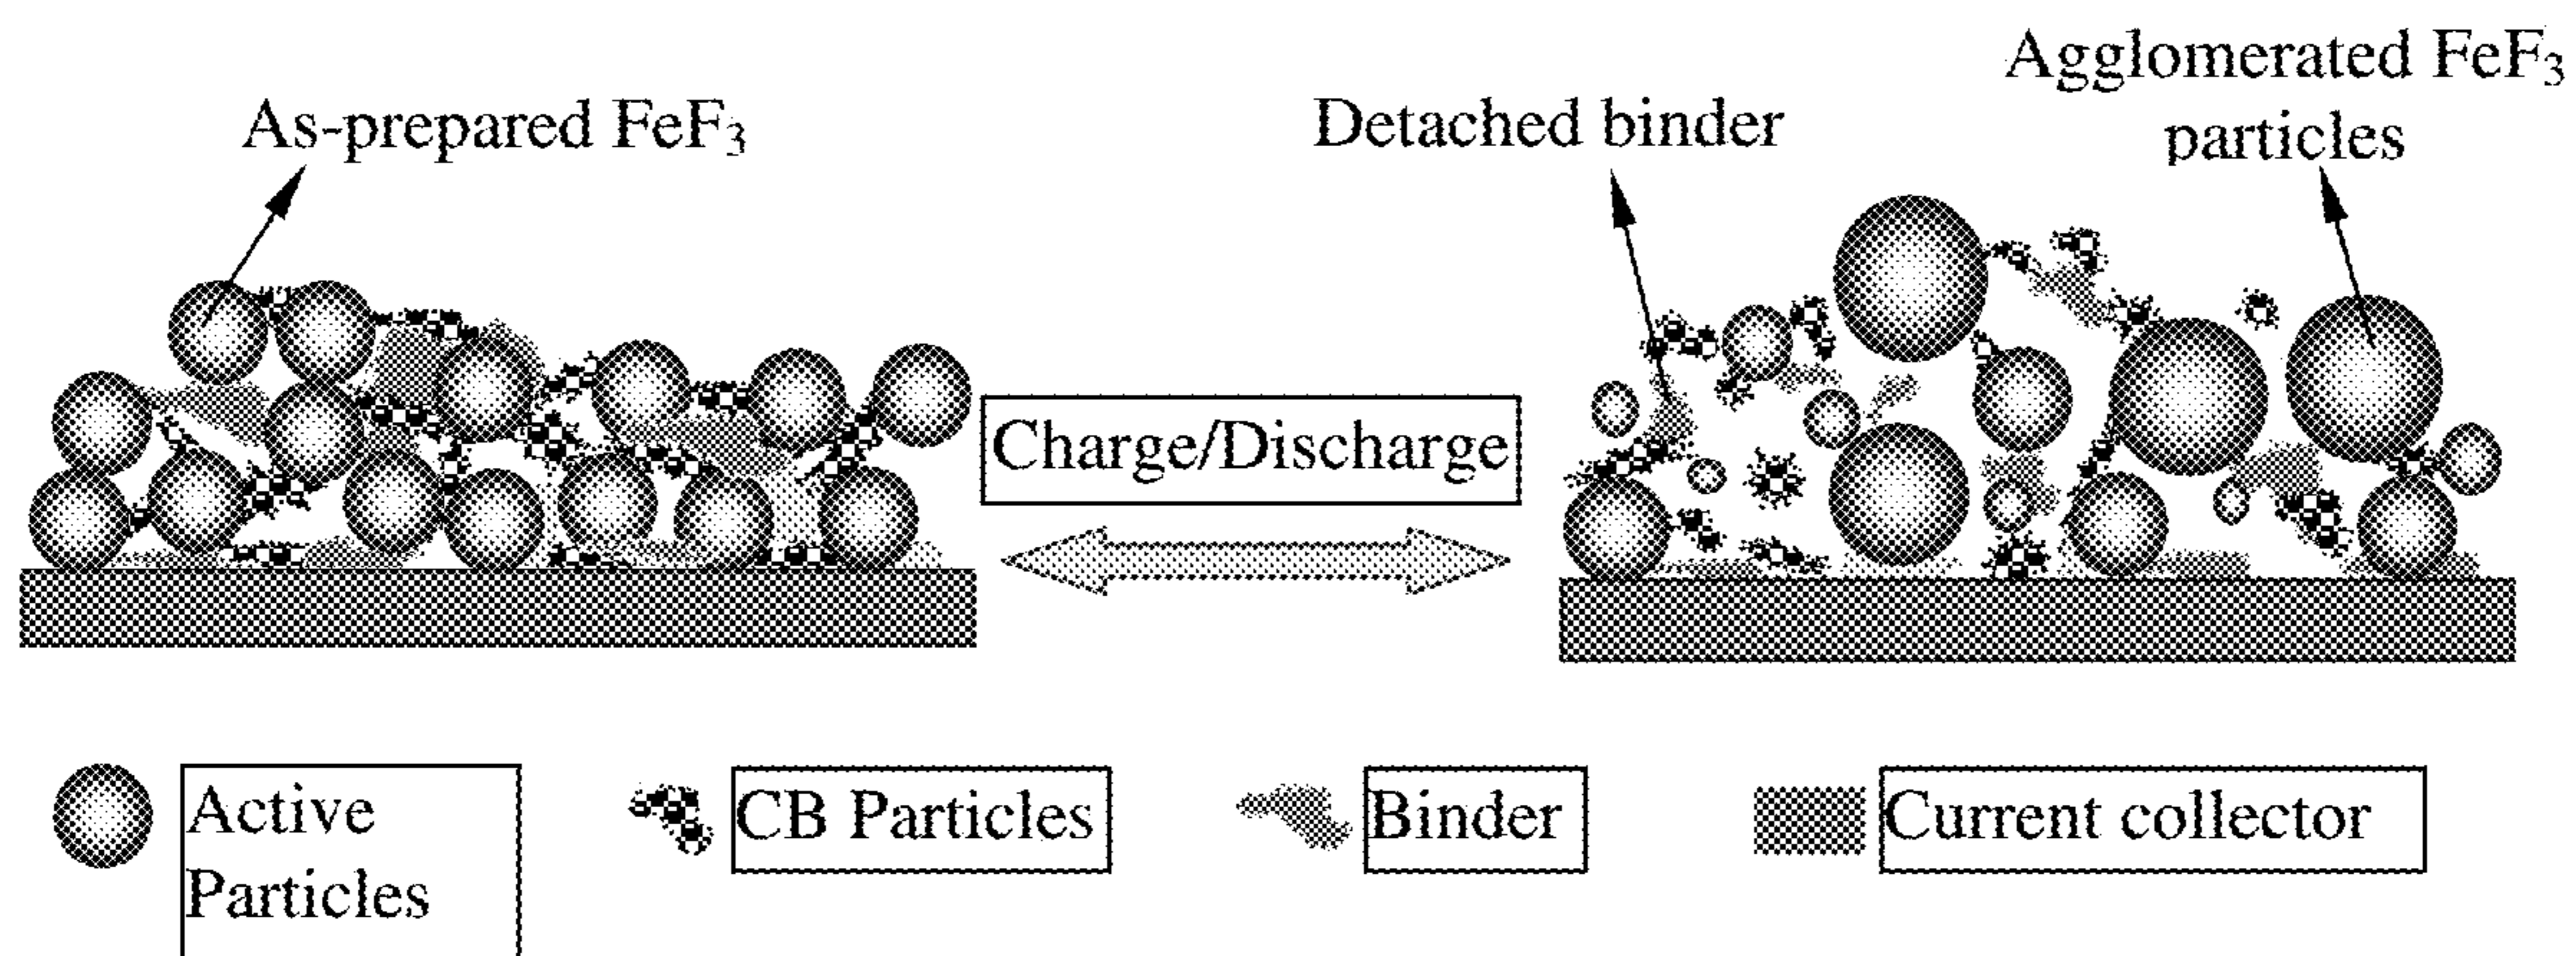 As-prepared FeF₃
Detached binder
Agglomerated FeF₃
particles
Charge/Discharge
Active
Particles
CB Particles
Binder
Current collector